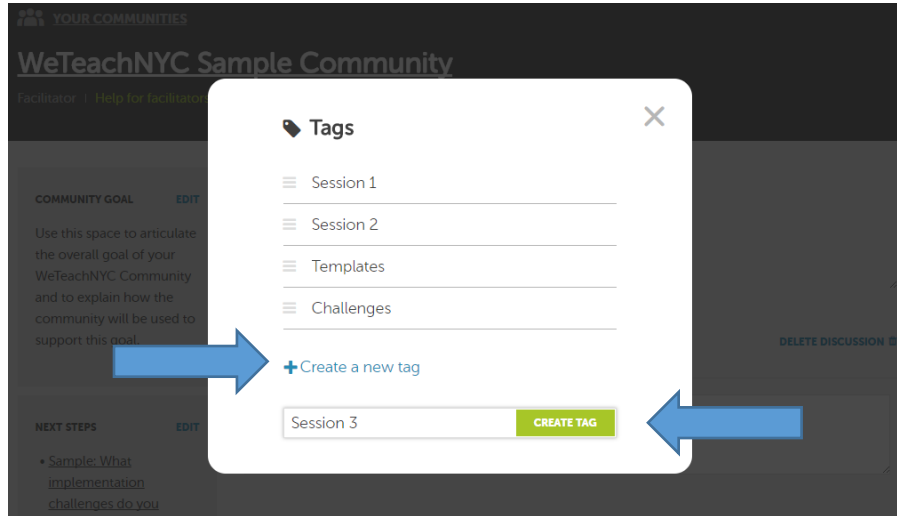 YOUR COMMUNITIES
WeTeachNYC Sample Community
Facilitator | Help for facilitators
Tags
Session 1
Session 2
Templates
Challenges
+Create a new tag
Session 3
CREATE TAG
COMMUNITY GOAL EDIT
Use this space to articulate
the overall goal of your
WeTeachNYC Community
and to explain how the
community will be used to
support this goal.
NEXT STEPS EDIT
• Sample: What
implementation
challenges do you
DELETE DISCUSSION